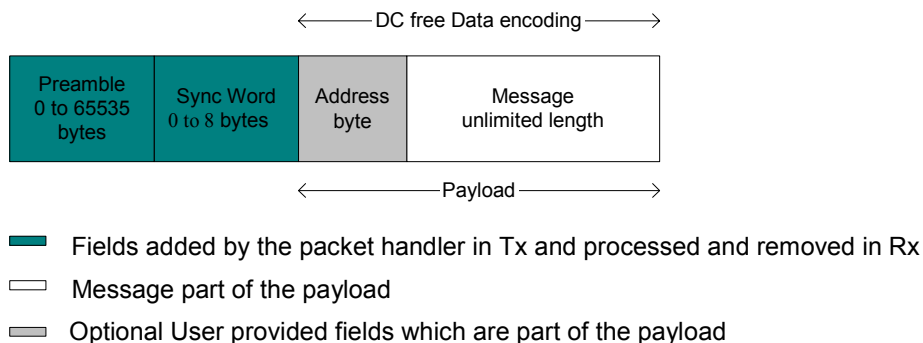 DC free Data encoding
Preamble
0 to 65535
bytes
Sync Word
0 to 8 bytes
Address
byte
Message
unlimited length
Payload
Fields added by the packet handler in Tx and processed and removed in Rx
Message part of the payload
Optional User provided fields which are part of the payload